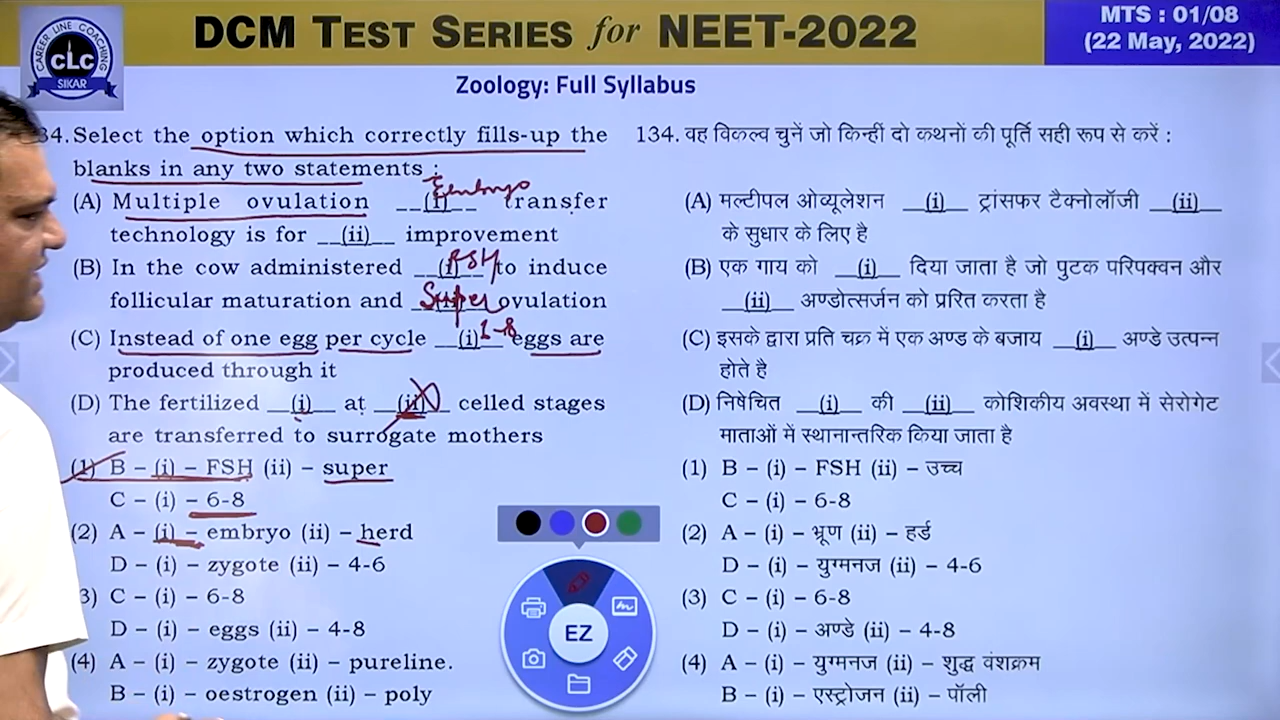 DCM TEST SERIES for NEET-2022
MTS : 01/08
(22 May, 2022)
CAREER LINE COACHING
CLC
SIKAR
Zoology: Full Syllabus
34. Select the option which correctly fills-up the
blanks in any two statements :
Embryo
(A) Multiple ovulation __(i)__ transfer
technology is for __(ii)__ improvement
FSH
(B) In the cow administered __(i)__ to induce
Super
follicular maturation and ovulation
1-8
(C) Instead of one egg per cycle __(i)__ eggs are
produced through it
(D) The fertilized __(i)__ at __(ii)__ celled stages
are transferred to surrogate mothers
(1) B – (i) – FSH (ii) – super
C – (i) – 6-8
(2) A – (i) – embryo (ii) – herd
D – (i) – zygote (ii) – 4-6
3) C – (i) – 6-8
D – (i) – eggs (ii) – 4-8
(4) A – (i) – zygote (ii) – pureline.
B – (i) – oestrogen (ii) – poly
134. वह विकल्व चुनें जो किन्हीं दो कथनों की पूर्ति सही रूप से करें :
(A) मल्टीपल ओव्यूलेशन __(i)__ ट्रांसफर टैक्नोलॉजी __(ii)__
के सुधार के लिए है
(B) एक गाय को __(i)__ दिया जाता है जो पुटक परिपक्वन और
__(ii)__ अण्डोत्सर्जन को प्ररित करता है
(C) इसके द्वारा प्रति चक्र में एक अण्ड के बजाय __(i)__ अण्डे उत्पन्न
होते है
(D) निषेचित __(i)__ की __(ii)__ कोशिकीय अवस्था में सेरोगेट
माताओं में स्थानान्तरिक किया जाता है
(1) B – (i) – FSH (ii) – उच्च
C – (i) – 6-8
(2) A – (i) – भ्रूण (ii) – हर्ड
D – (i) – युग्मनज (ii) – 4-6
(3) C – (i) – 6-8
D – (i) – अण्डे (ii) – 4-8
(4) A – (i) – युग्मनज (ii) – शुद्ध वंशक्रम
B – (i) – एस्ट्रोजन (ii) – पॉली
EZ